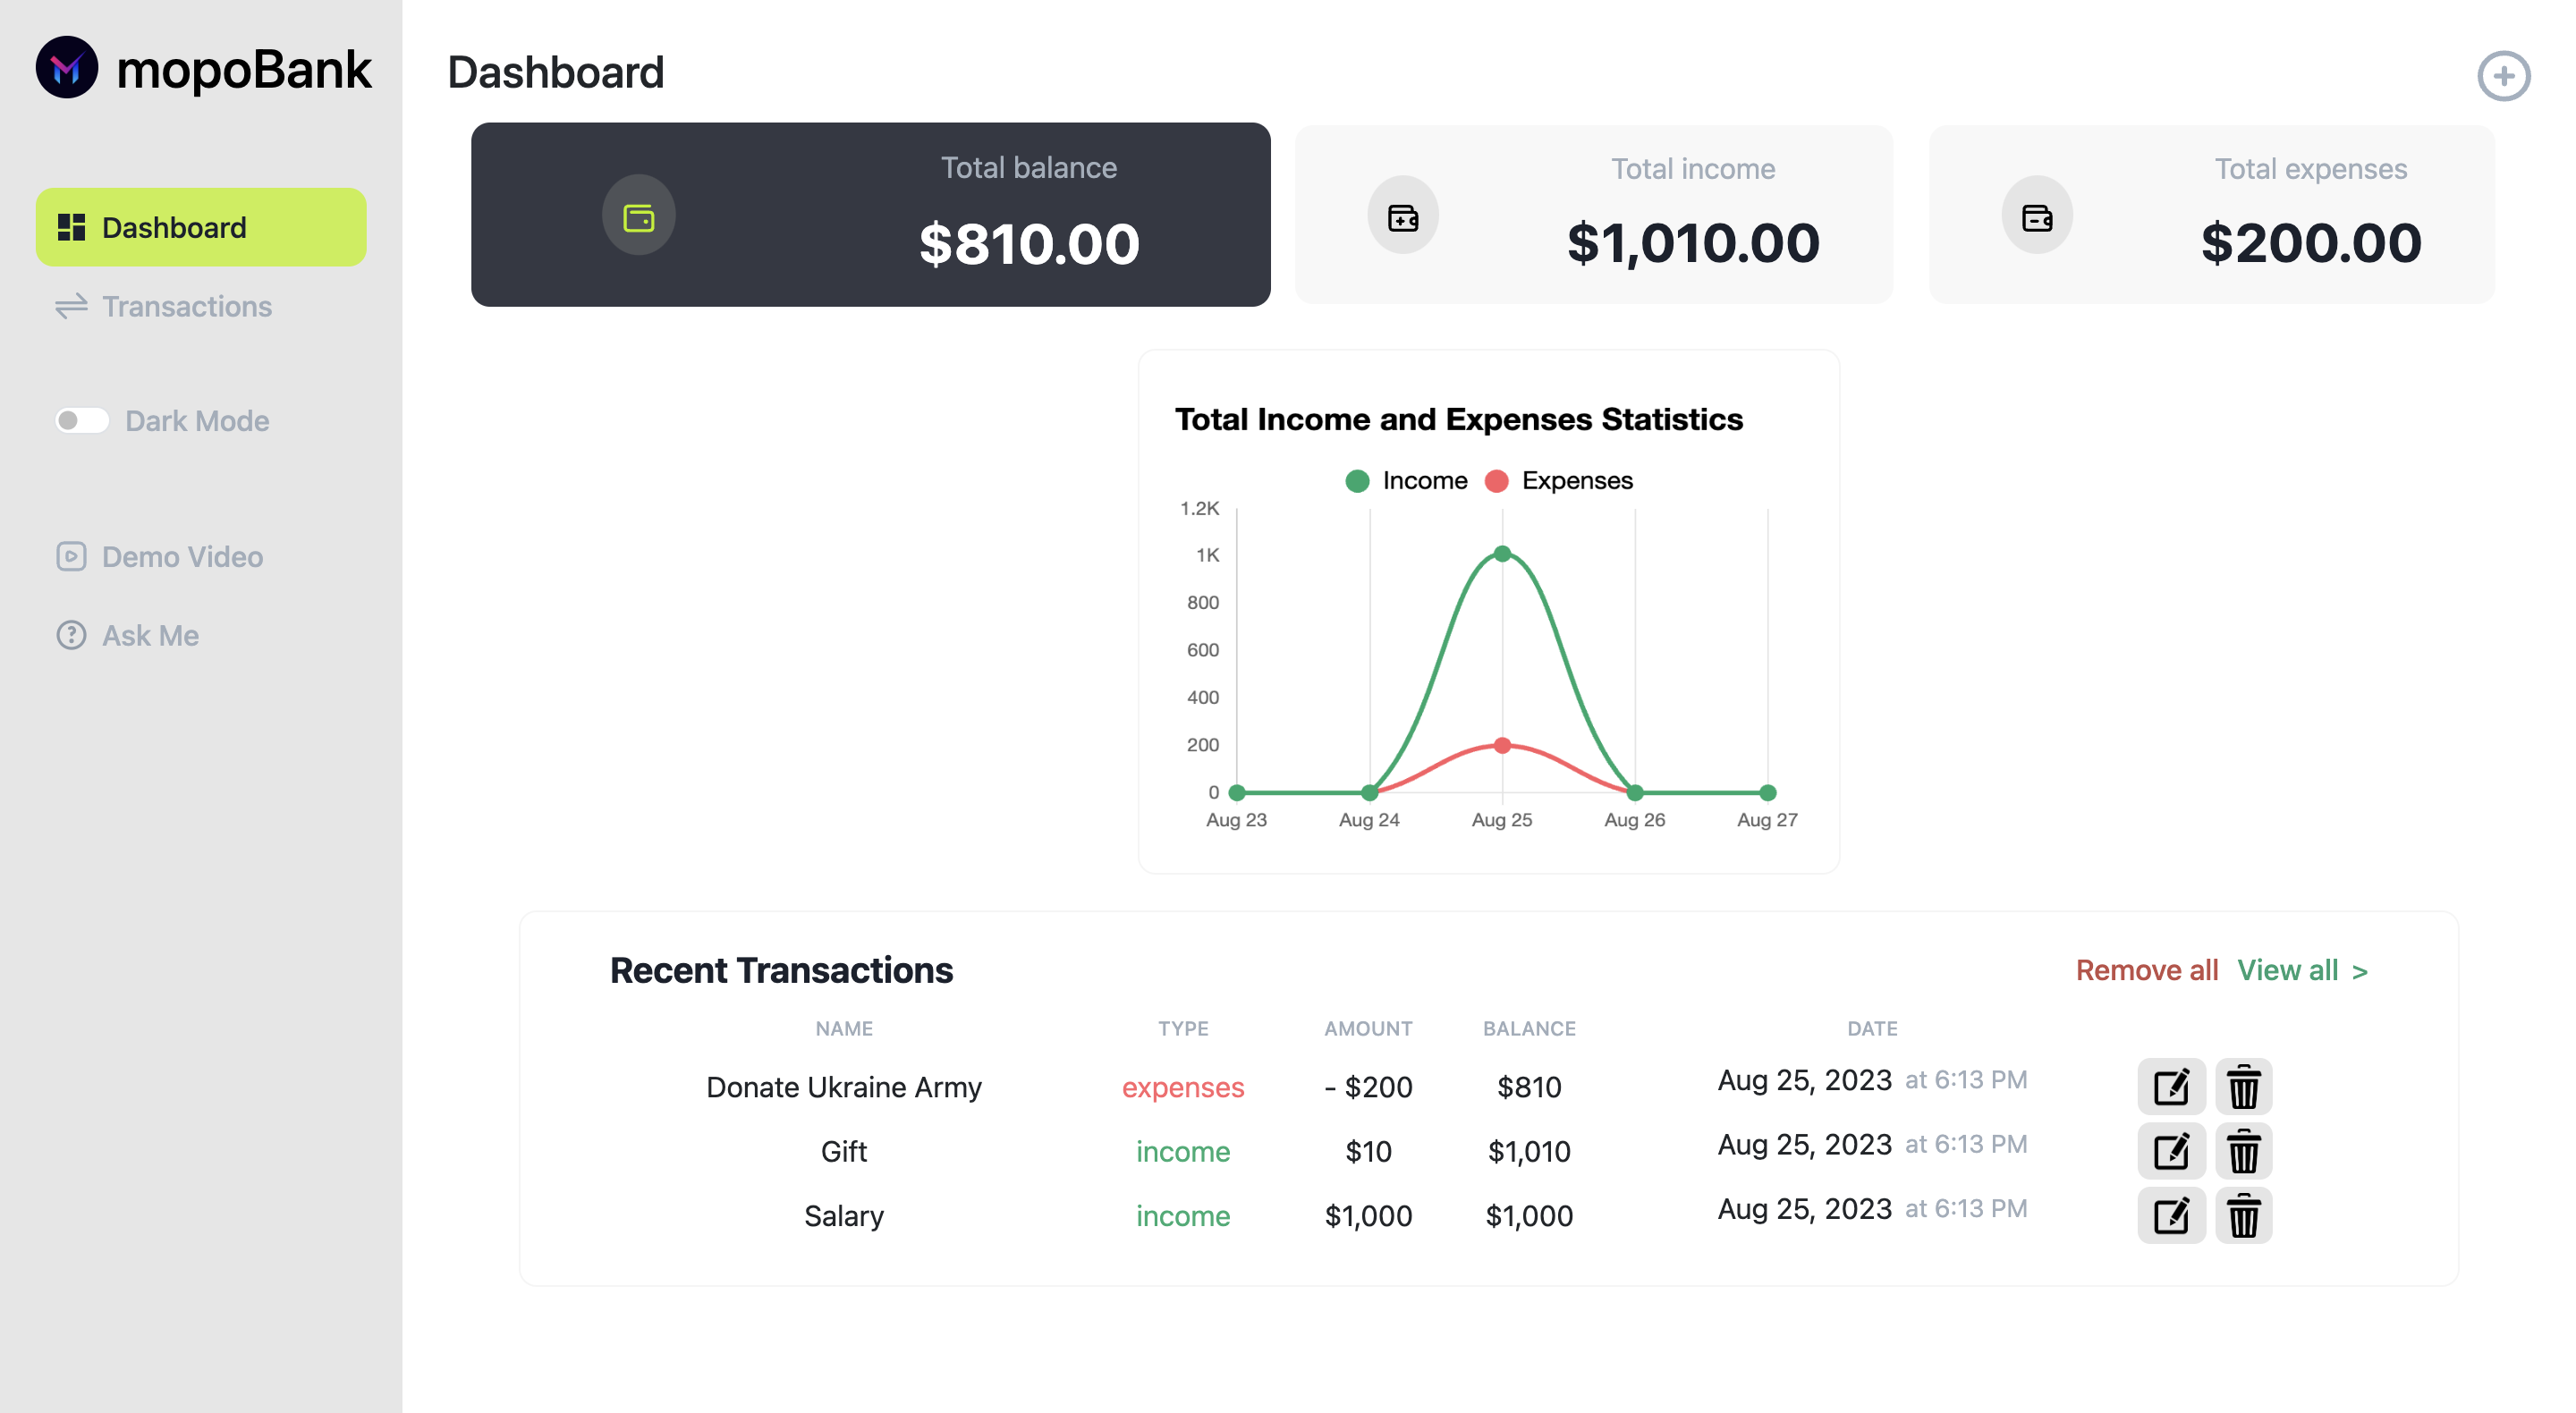 mopoBank
Dashboard
Transactions
Dark Mode
Demo Video
Ask Me
Dashboard
Total balance
$810.00
Total income
$1,010.00
Total expenses
$200.00
Total Income and Expenses Statistics
Income Expenses
1.2K
1K
800
600
400
200
0
Aug 23 Aug 24 Aug 25 Aug 26 Aug 27
Recent Transactions Remove all View all >
NAME TYPE AMOUNT BALANCE DATE
Donate Ukraine Army expenses - $200 $810 Aug 25, 2023 at 6:13 PM
Gift income $10 $1,010 Aug 25, 2023 at 6:13 PM
Salary income $1,000 $1,000 Aug 25, 2023 at 6:13 PM